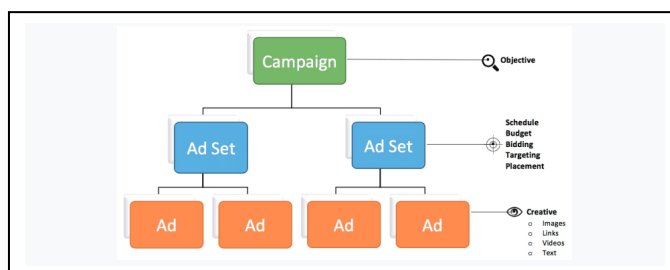 Campaign
Objective
Ad Set
Ad Set
Schedule
Budget
Bidding
Targeting
Placement
Ad
Ad
Ad
Ad
Creative
Images
Links
Videos
Text